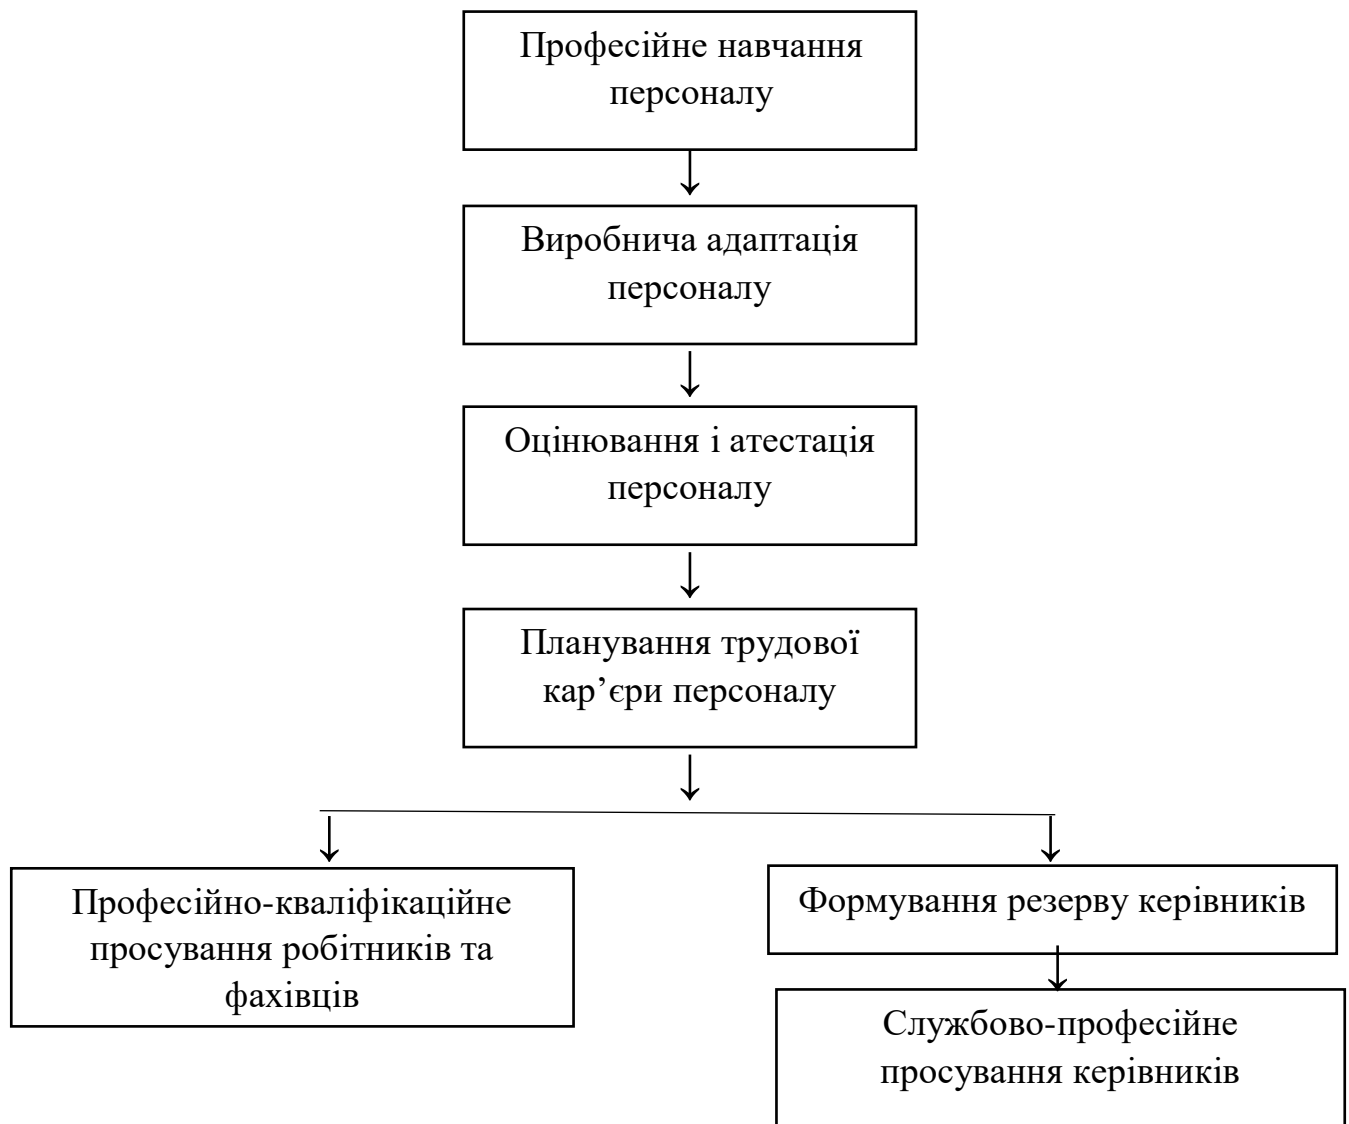 Професійне навчання
персоналу
Виробнича адаптація
персоналу
Оцінювання і атестація
персоналу
Планування трудової
кар’єри персоналу
Професійно-кваліфікаційне
просування робітників та
фахівців
Формування резерву керівників
Службово-професійне
просування керівників